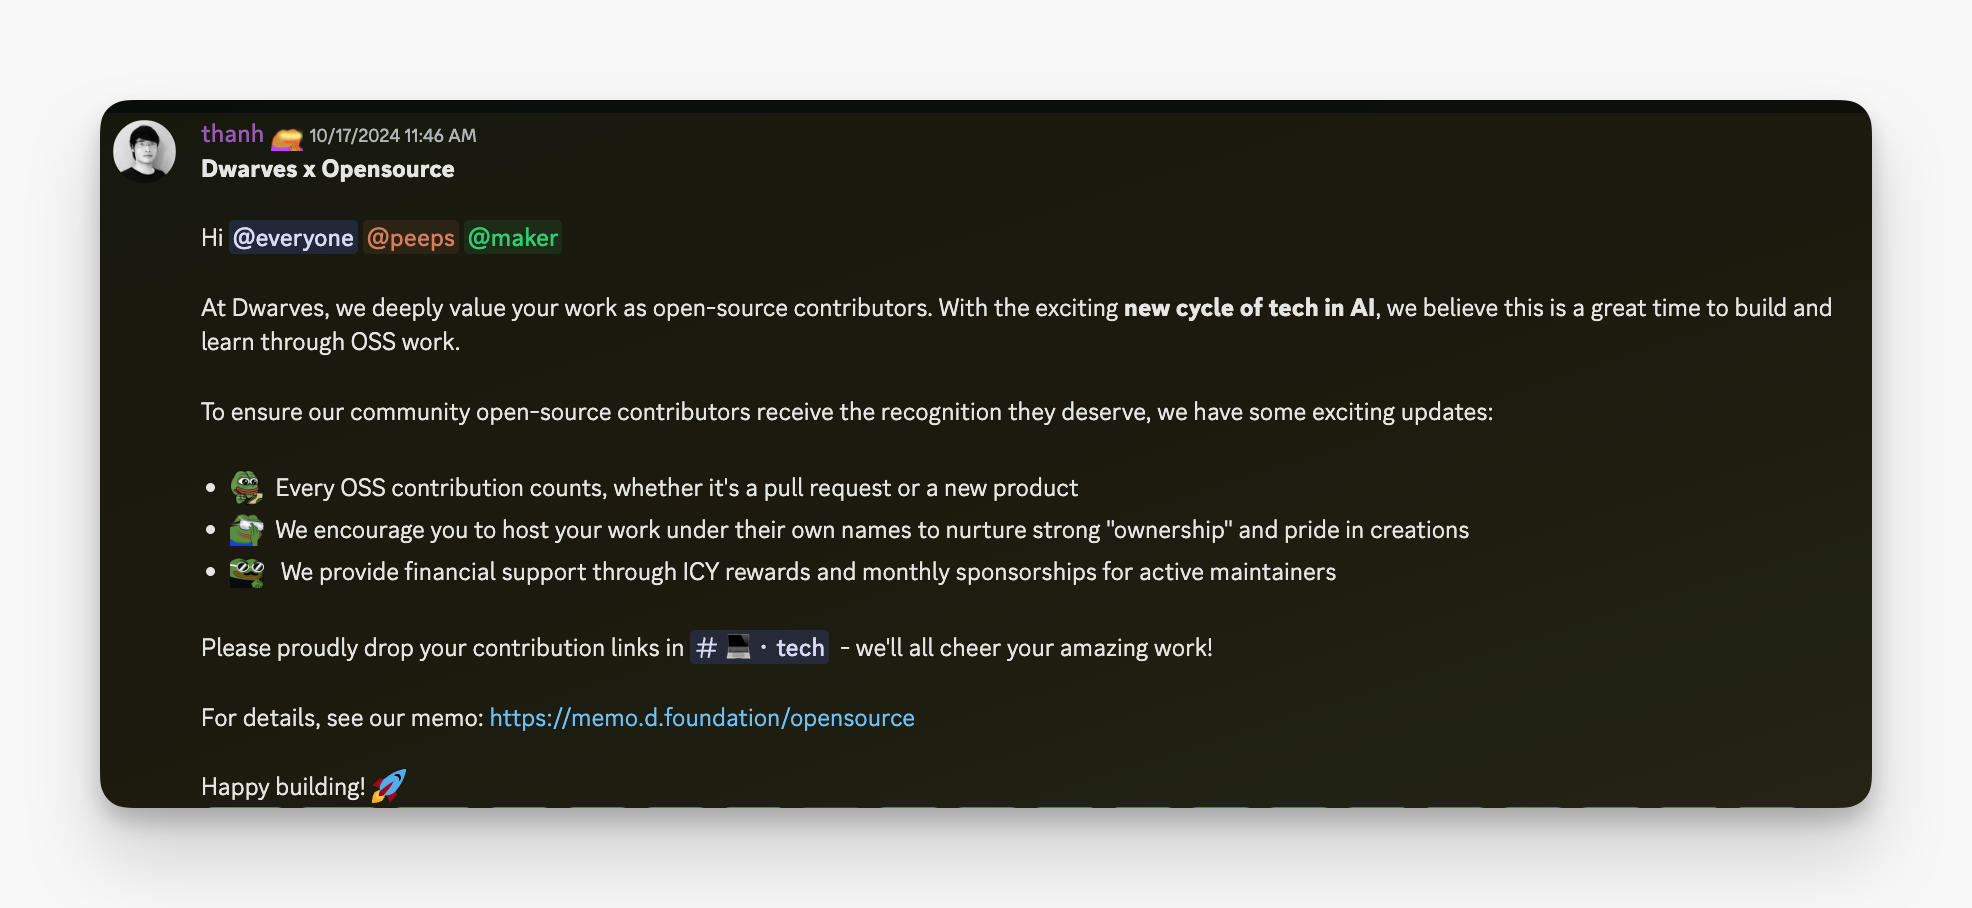 thanh 10/17/2024 11:46 AM
Dwarves x Opensource
Hi @everyone @peeps @maker
At Dwarves, we deeply value your work as open-source contributors. With the exciting new cycle of tech in AI, we believe this is a great time to build and
learn through OSS work.
To ensure our community open-source contributors receive the recognition they deserve, we have some exciting updates:
• Every OSS contribution counts, whether it's a pull request or a new product
• We encourage you to host your work under their own names to nurture strong "ownership" and pride in creations
• We provide financial support through ICY rewards and monthly sponsorships for active maintainers
Please proudly drop your contribution links in # 💻 · tech - we'll all cheer your amazing work!
For details, see our memo: https://memo.d.foundation/opensource
Happy building! 🚀